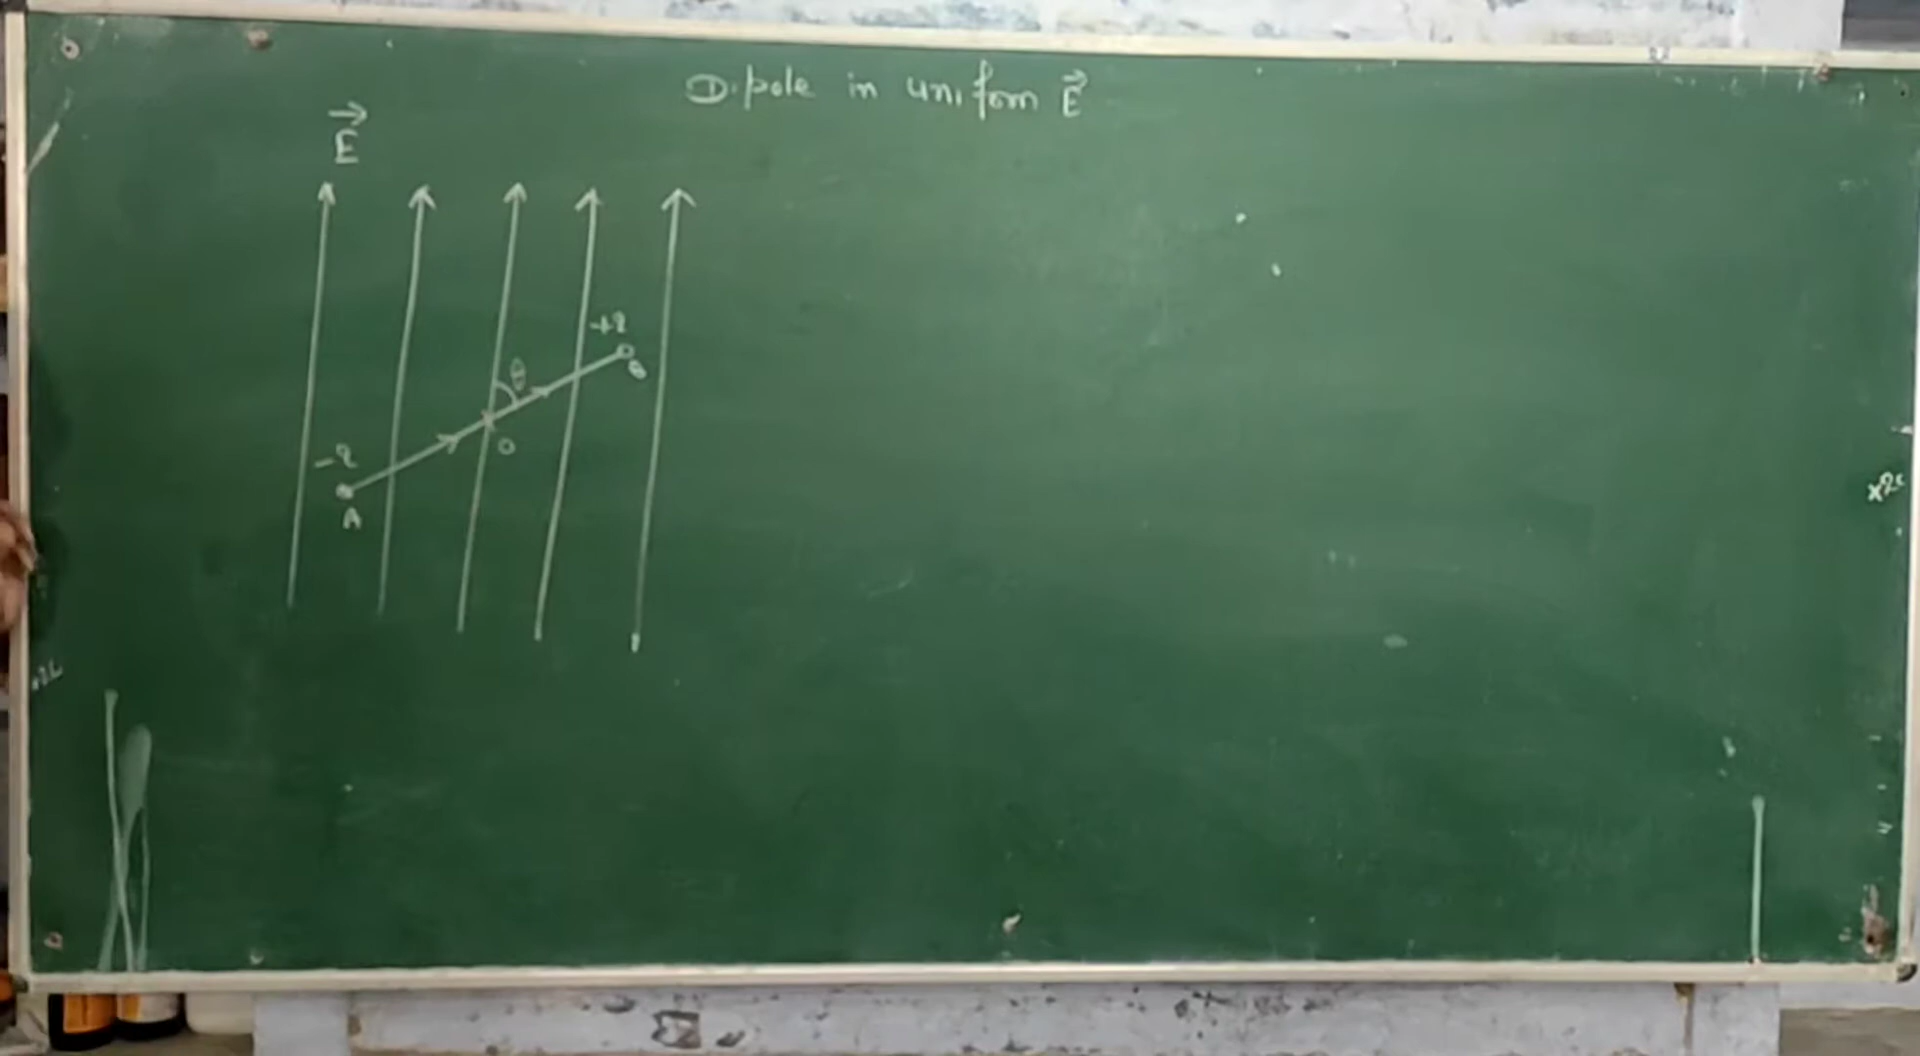 Dipole in uniform E⃗
E⃗
+q
B
θ
O
-q
A